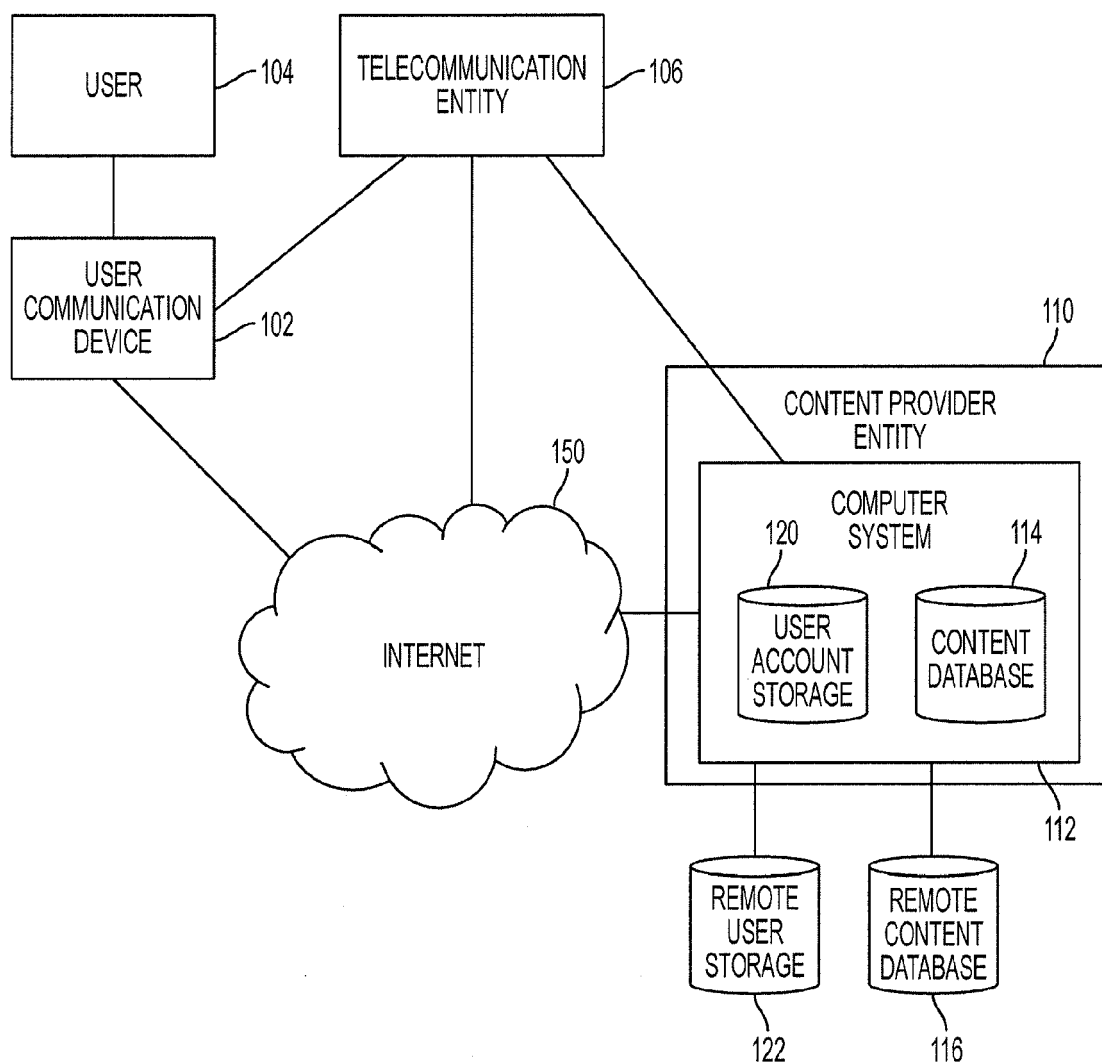 USER
104
TELECOMMUNICATION
ENTITY
106
USER
COMMUNICATION
DEVICE
102
110
CONTENT PROVIDER
ENTITY
150
COMPUTER
SYSTEM
120
114
USER
ACCOUNT
STORAGE
CONTENT
DATABASE
INTERNET
112
REMOTE
USER
STORAGE
REMOTE
CONTENT
DATABASE
122
116